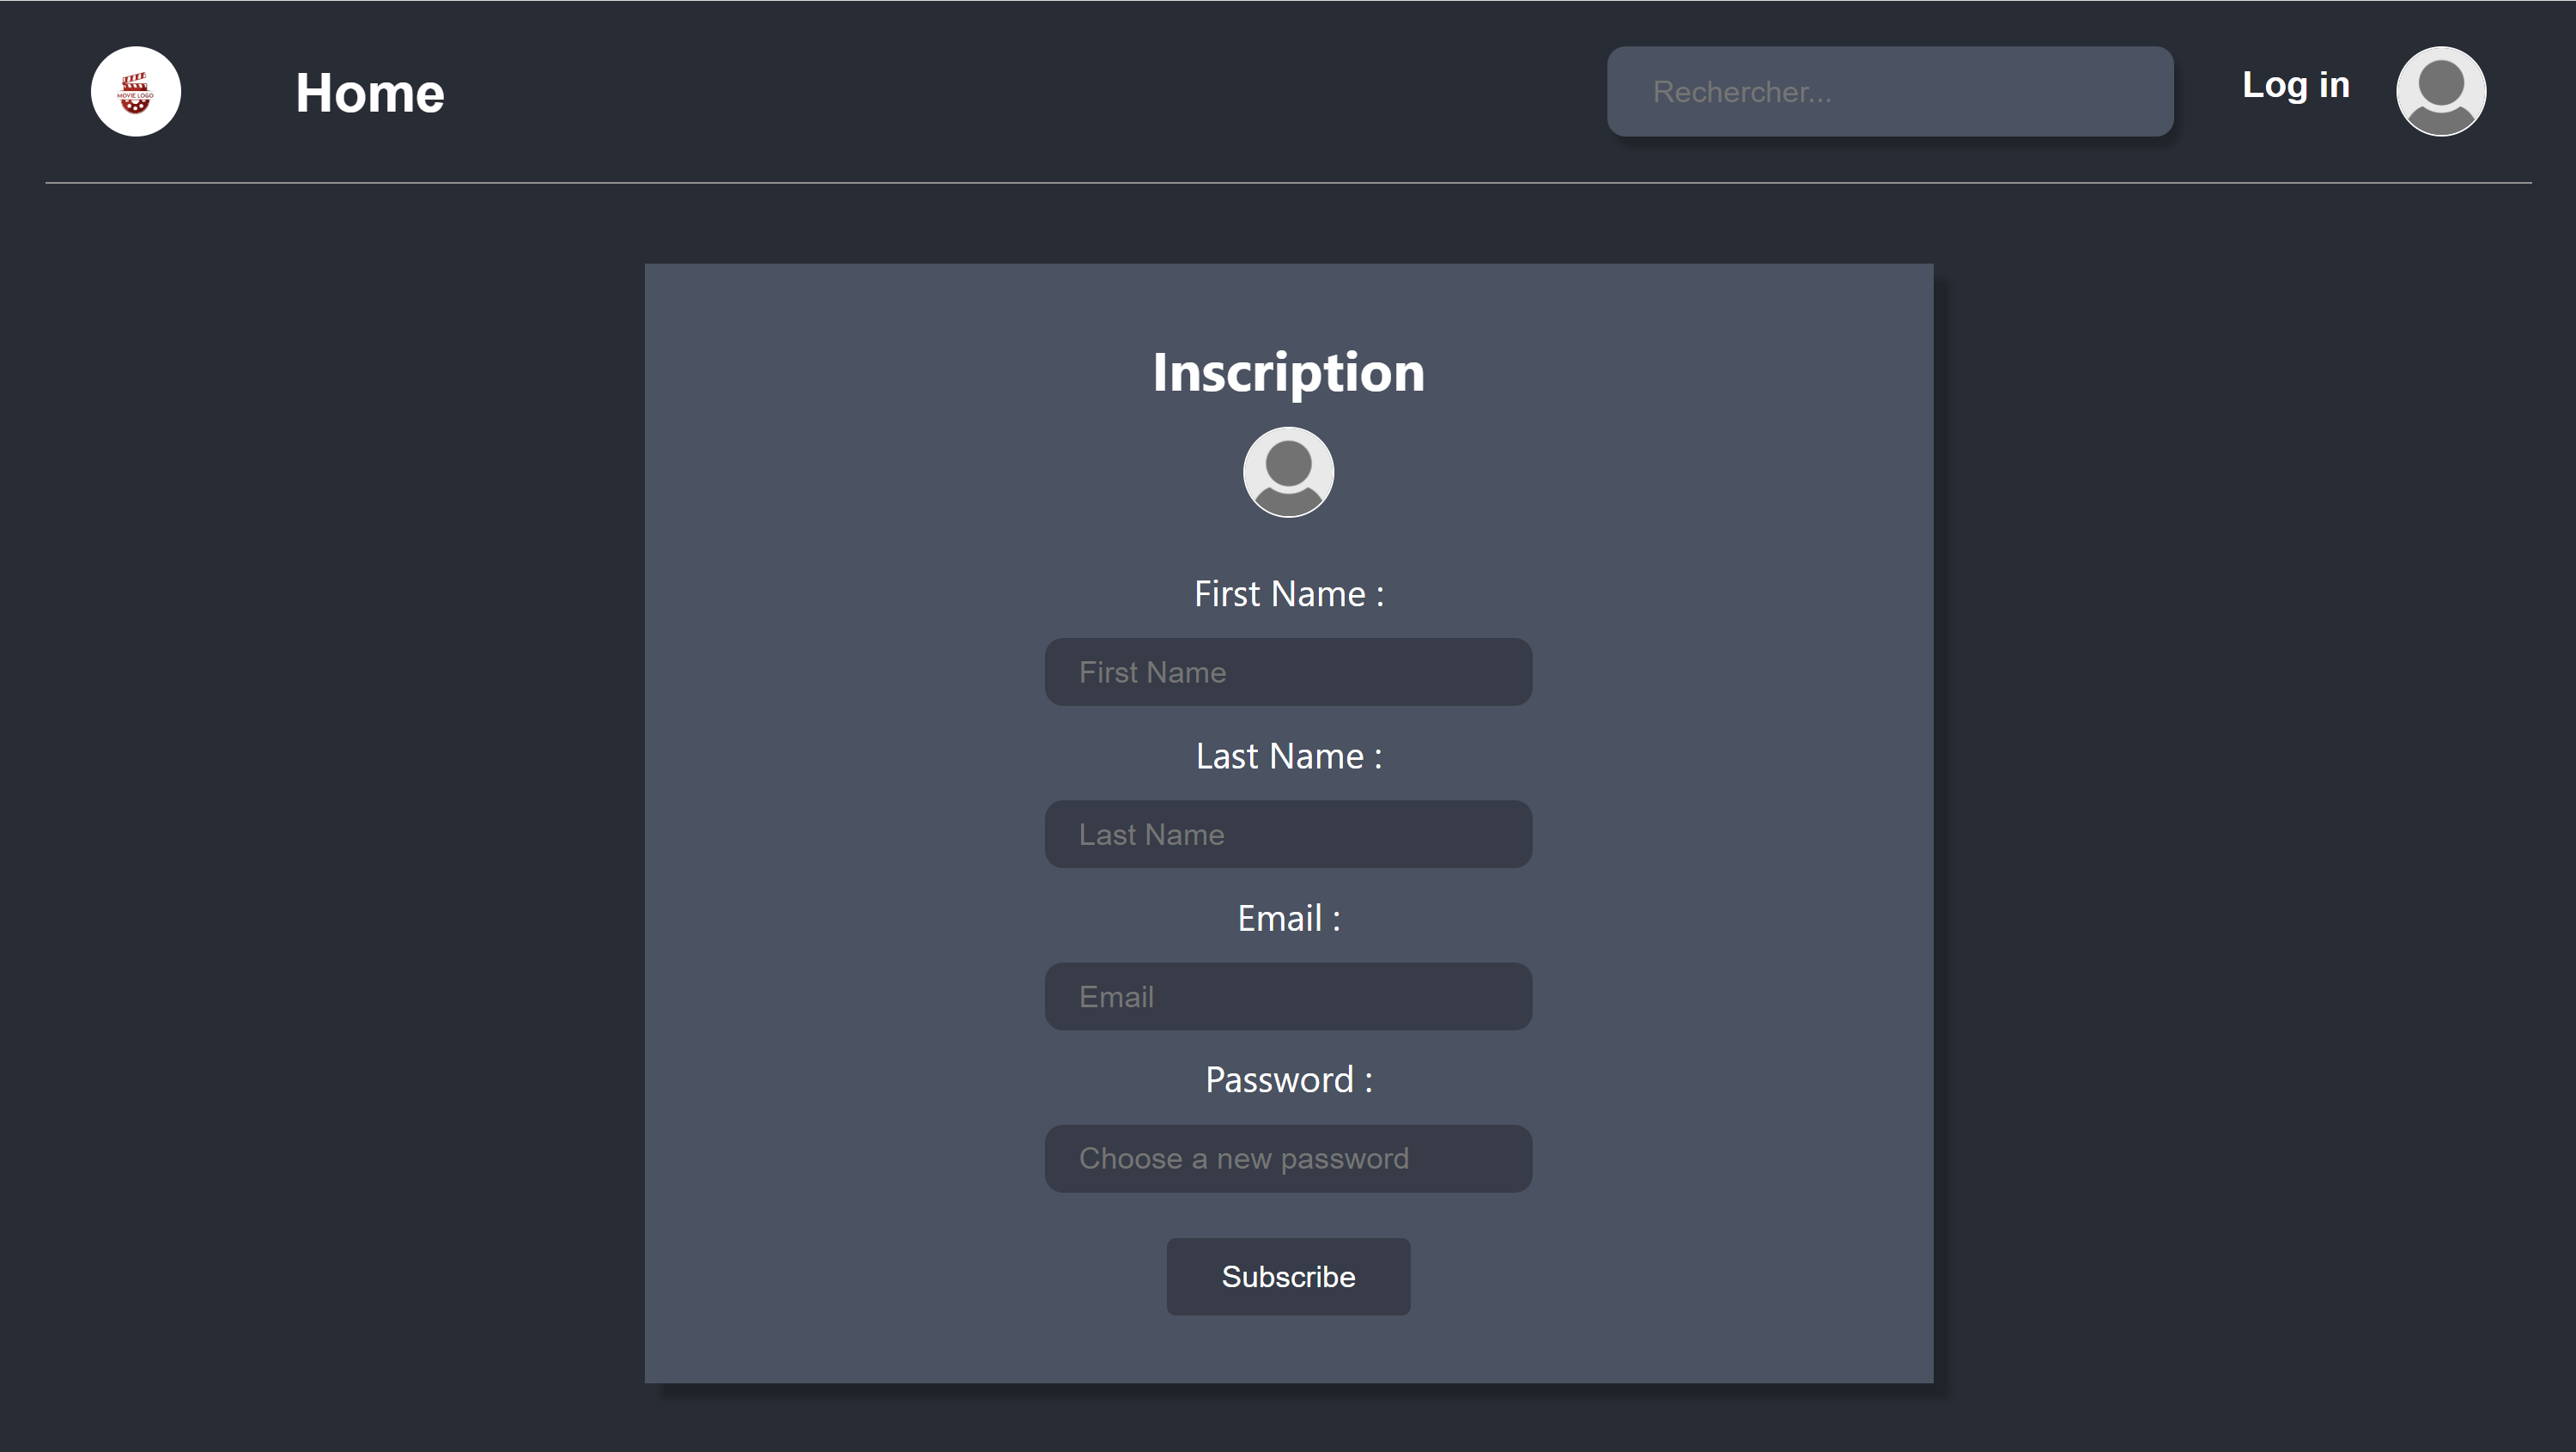 MOVIE LOGO
Home
Rechercher...
Log in
Inscription
First Name :
First Name
Last Name :
Last Name
Email :
Email
Password :
Choose a new password
Subscribe